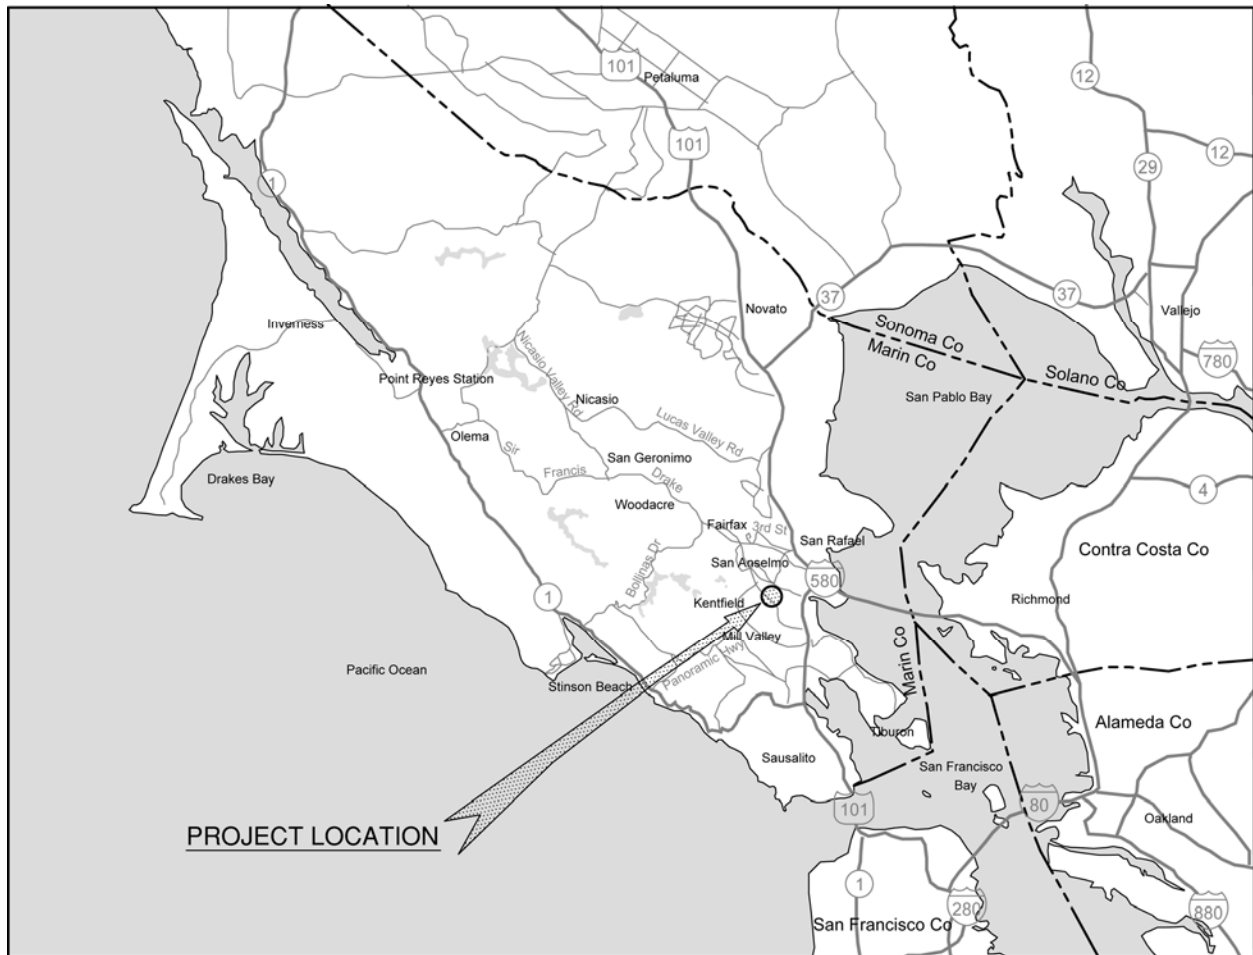 101
Petaluma
12
101
12
29
1
37
37
Novato
Vallejo
Inverness
Sonoma Co
Marin Co
780
Nicasio Valley Rd
Point Reyes Station
Solano Co
San Pablo Bay
Nicasio
Lucas Valley Rd
Olema
Sir
Francis
Drake
San Geronimo
Drakes Bay
4
Woodacre
Fairfax
3rd St
San Rafael
Contra Costa Co
San Anselmo
Bollinas Dr
580
1
Kentfield
Richmond
Mill Valley
Marin Co
Pacific Ocean
Panoramic Hwy
Stinson Beach
Alameda Co
Tiburon
Sausalito
San Francisco
Bay
101
80
Oakland
PROJECT LOCATION
1
280
880
San Francisco Co